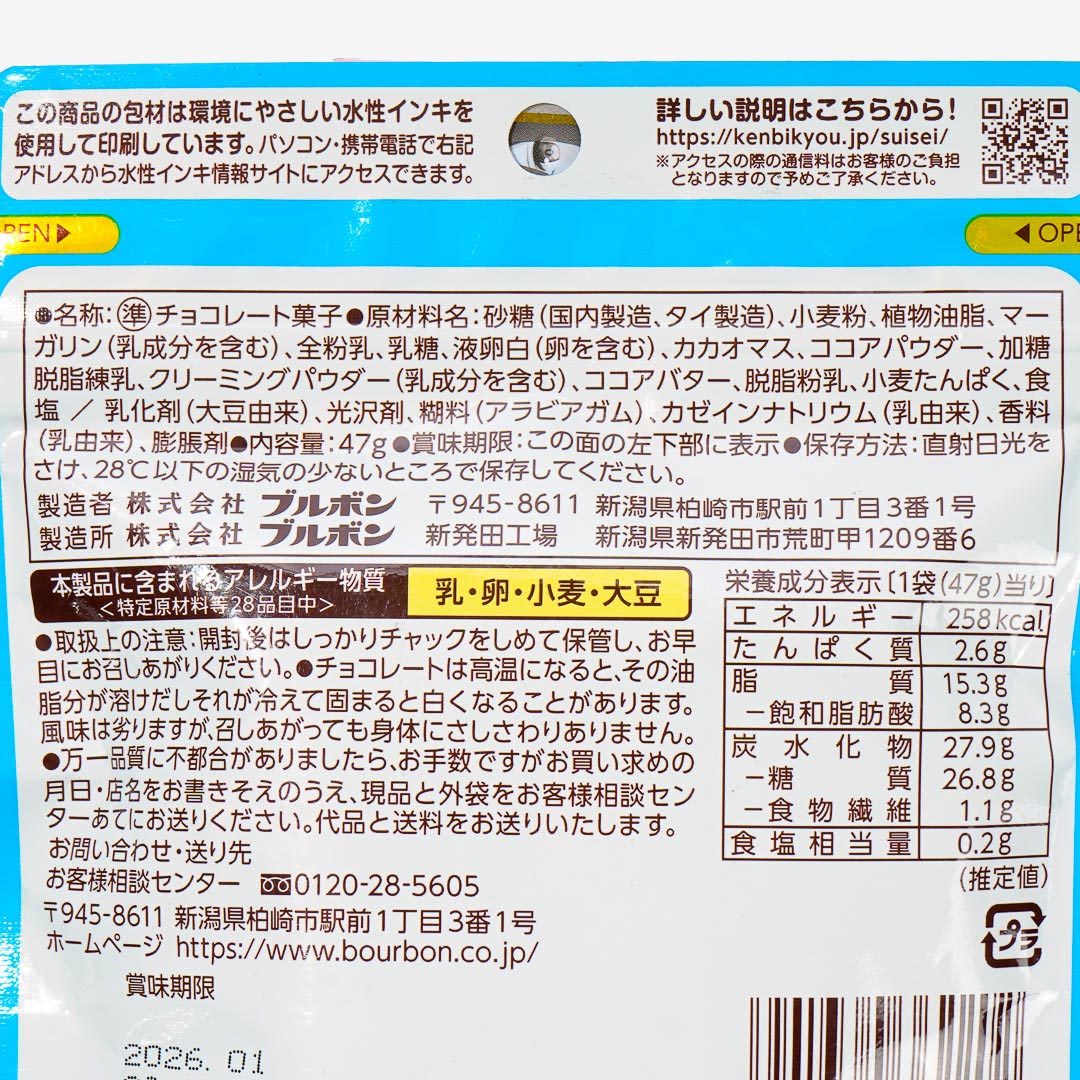 この商品の包材は環境にやさしい水性インキを
使用して印刷しています。パソコン・携帯電話で右記
アドレスから水性インキ情報サイトにアクセスできます。
詳しい説明はこちらから!
https://kenbikyou.jp/suisei/
※アクセスの際の通信料はお客様のご負担
となりますので予めご了承ください。
PEN▶
◀OPE
●名称:準チョコレート菓子●原材料名:砂糖(国内製造、タイ製造)、小麦粉、植物油脂、マー
ガリン(乳成分を含む)、全粉乳、乳糖、液卵白(卵を含む)、カカオマス、ココアパウダー、加糖
脱脂練乳、クリーミングパウダー(乳成分を含む)、ココアバター、脱脂粉乳、小麦たんぱく、食
塩 / 乳化剤(大豆由来)、光沢剤、糊料(アラビアガム)、カゼインナトリウム(乳由来)、香料
(乳由来)、膨脹剤●内容量:47g●賞味期限:この面の左下部に表示●保存方法:直射日光を
さけ、28℃以下の湿気の少ないところで保存してください。
製造者 株式会社 ブルボン 〒945-8611 新潟県柏崎市駅前1丁目3番1号
製造所 株式会社 ブルボン 新発田工場 新潟県新発田市荒町甲1209番6
本製品に含まれるアレルギー物質
<特定原材料等28品目中>
乳・卵・小麦・大豆
●取扱上の注意:開封後はしっかりチャックをしめて保管し、お早
目にお召しあがりください。●チョコレートは高温になると、その油
脂分が溶けだしそれが冷えて固まると白くなることがあります。
風味は劣りますが、召しあがっても身体にさしさわりありません。
●万一品質に不都合がありましたら、お手数ですがお買い求めの
月日・店名をお書きそえのうえ、現品と外袋をお客様相談セン
ターあてにお送りください。代品と送料をお送りいたします。
お問い合わせ・送り先
お客様相談センター 0120-28-5605
〒945-8611 新潟県柏崎市駅前1丁目3番1号
ホームページ https://www.bourbon.co.jp/
栄養成分表示〔1袋(47g)当り〕
エネルギー 258kcal
たんぱく質 2.6g
脂質 15.3g
-飽和脂肪酸 8.3g
炭水化物 27.9g
-糖質 26.8g
-食物繊維 1.1g
食塩相当量 0.2g
(推定値)
プラ
賞味期限
2026. 01